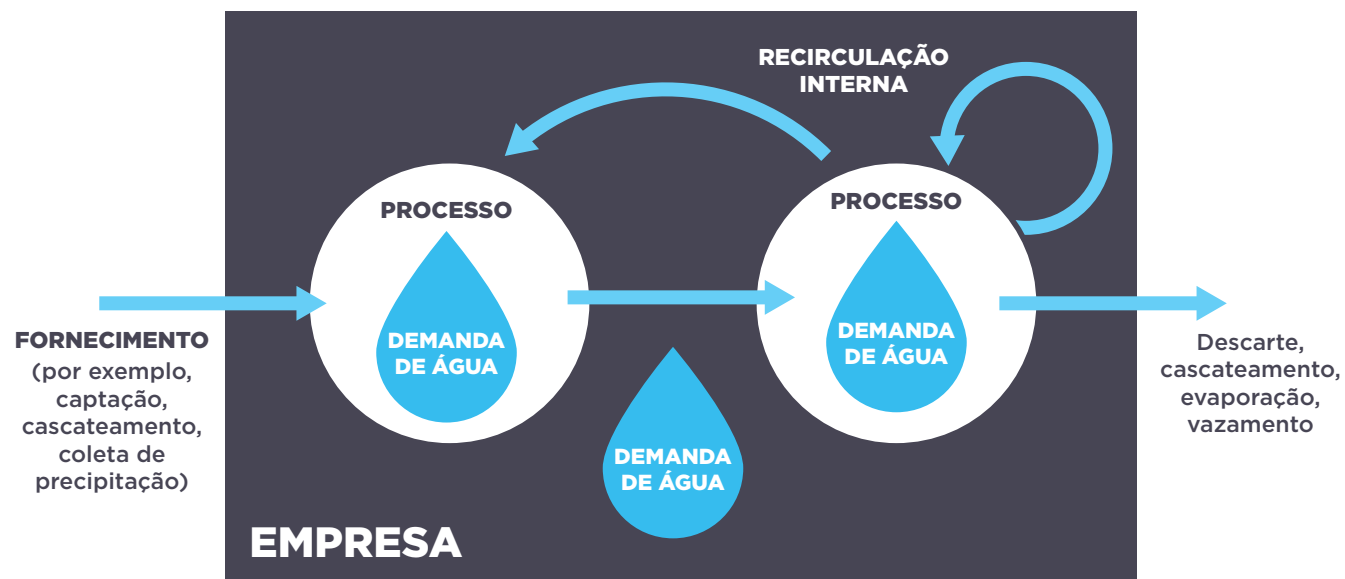 RECIRCULAÇÃO
INTERNA
PROCESSO
DEMANDA
DE ÁGUA
PROCESSO
DEMANDA
DE ÁGUA
DEMANDA
DE ÁGUA
FORNECIMENTO
(por exemplo,
captação,
cascateamento,
coleta de
precipitação)
Descarte,
cascateamento,
evaporação,
vazamento
EMPRESA